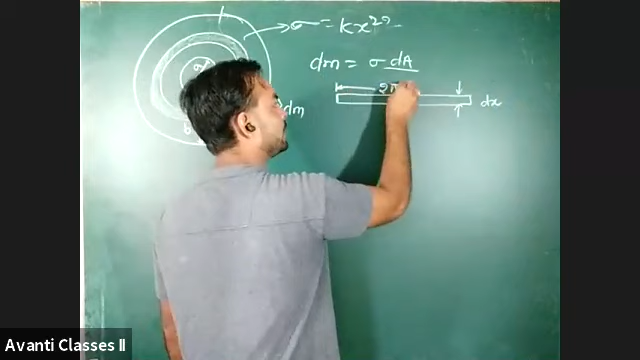 σ = Kx²
dm = σ dA
2π
dx
dm
Avanti Classes II